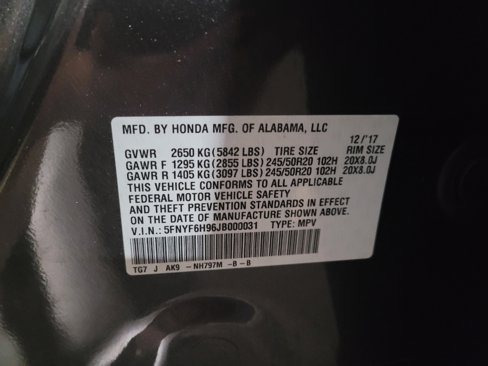 MFD. BY HONDA MFG. OF ALABAMA, LLC
12/'17
GVWR 2650 KG (5842 LBS) TIRE SIZE RIM SIZE
GAWR F 1295 KG (2855 LBS) 245/50R20 102H 20X8.0J
GAWR R 1405 KG (3097 LBS) 245/50R20 102H 20X8.0J
THIS VEHICLE CONFORMS TO ALL APPLICABLE
FEDERAL MOTOR VEHICLE SAFETY
AND THEFT PREVENTION STANDARDS IN EFFECT
ON THE DATE OF MANUFACTURE SHOWN ABOVE.
V.I.N.: 5FNYF6H96JB000031 TYPE: MPV
TG7 J AK9 -NH797M -B-B